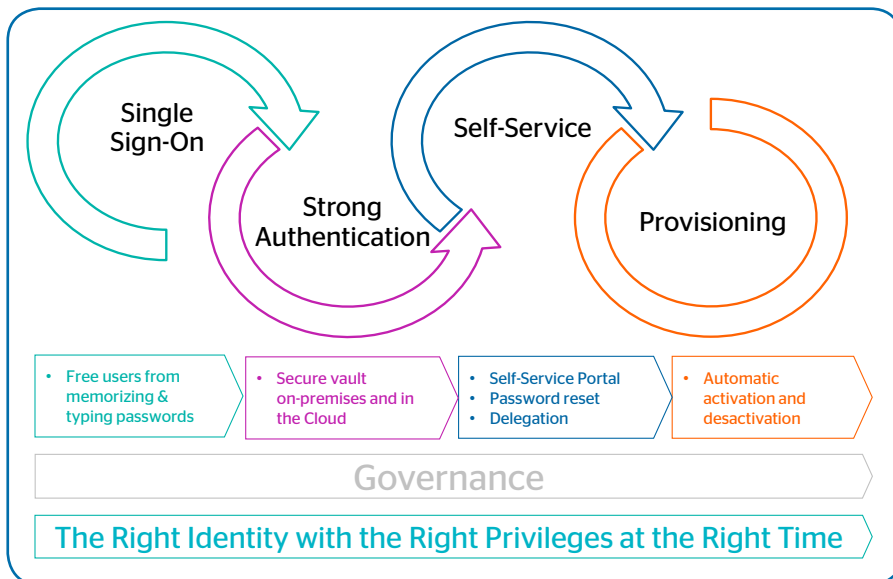 Single
Sign-On
Strong
Authentication
Self-Service
Provisioning
• Free users from
memorizing &
typing passwords
• Secure vault
on-premises and in
the Cloud
• Self-Service Portal
• Password reset
• Delegation
• Automatic
activation and
desactivation
Governance
The Right Identity with the Right Privileges at the Right Time